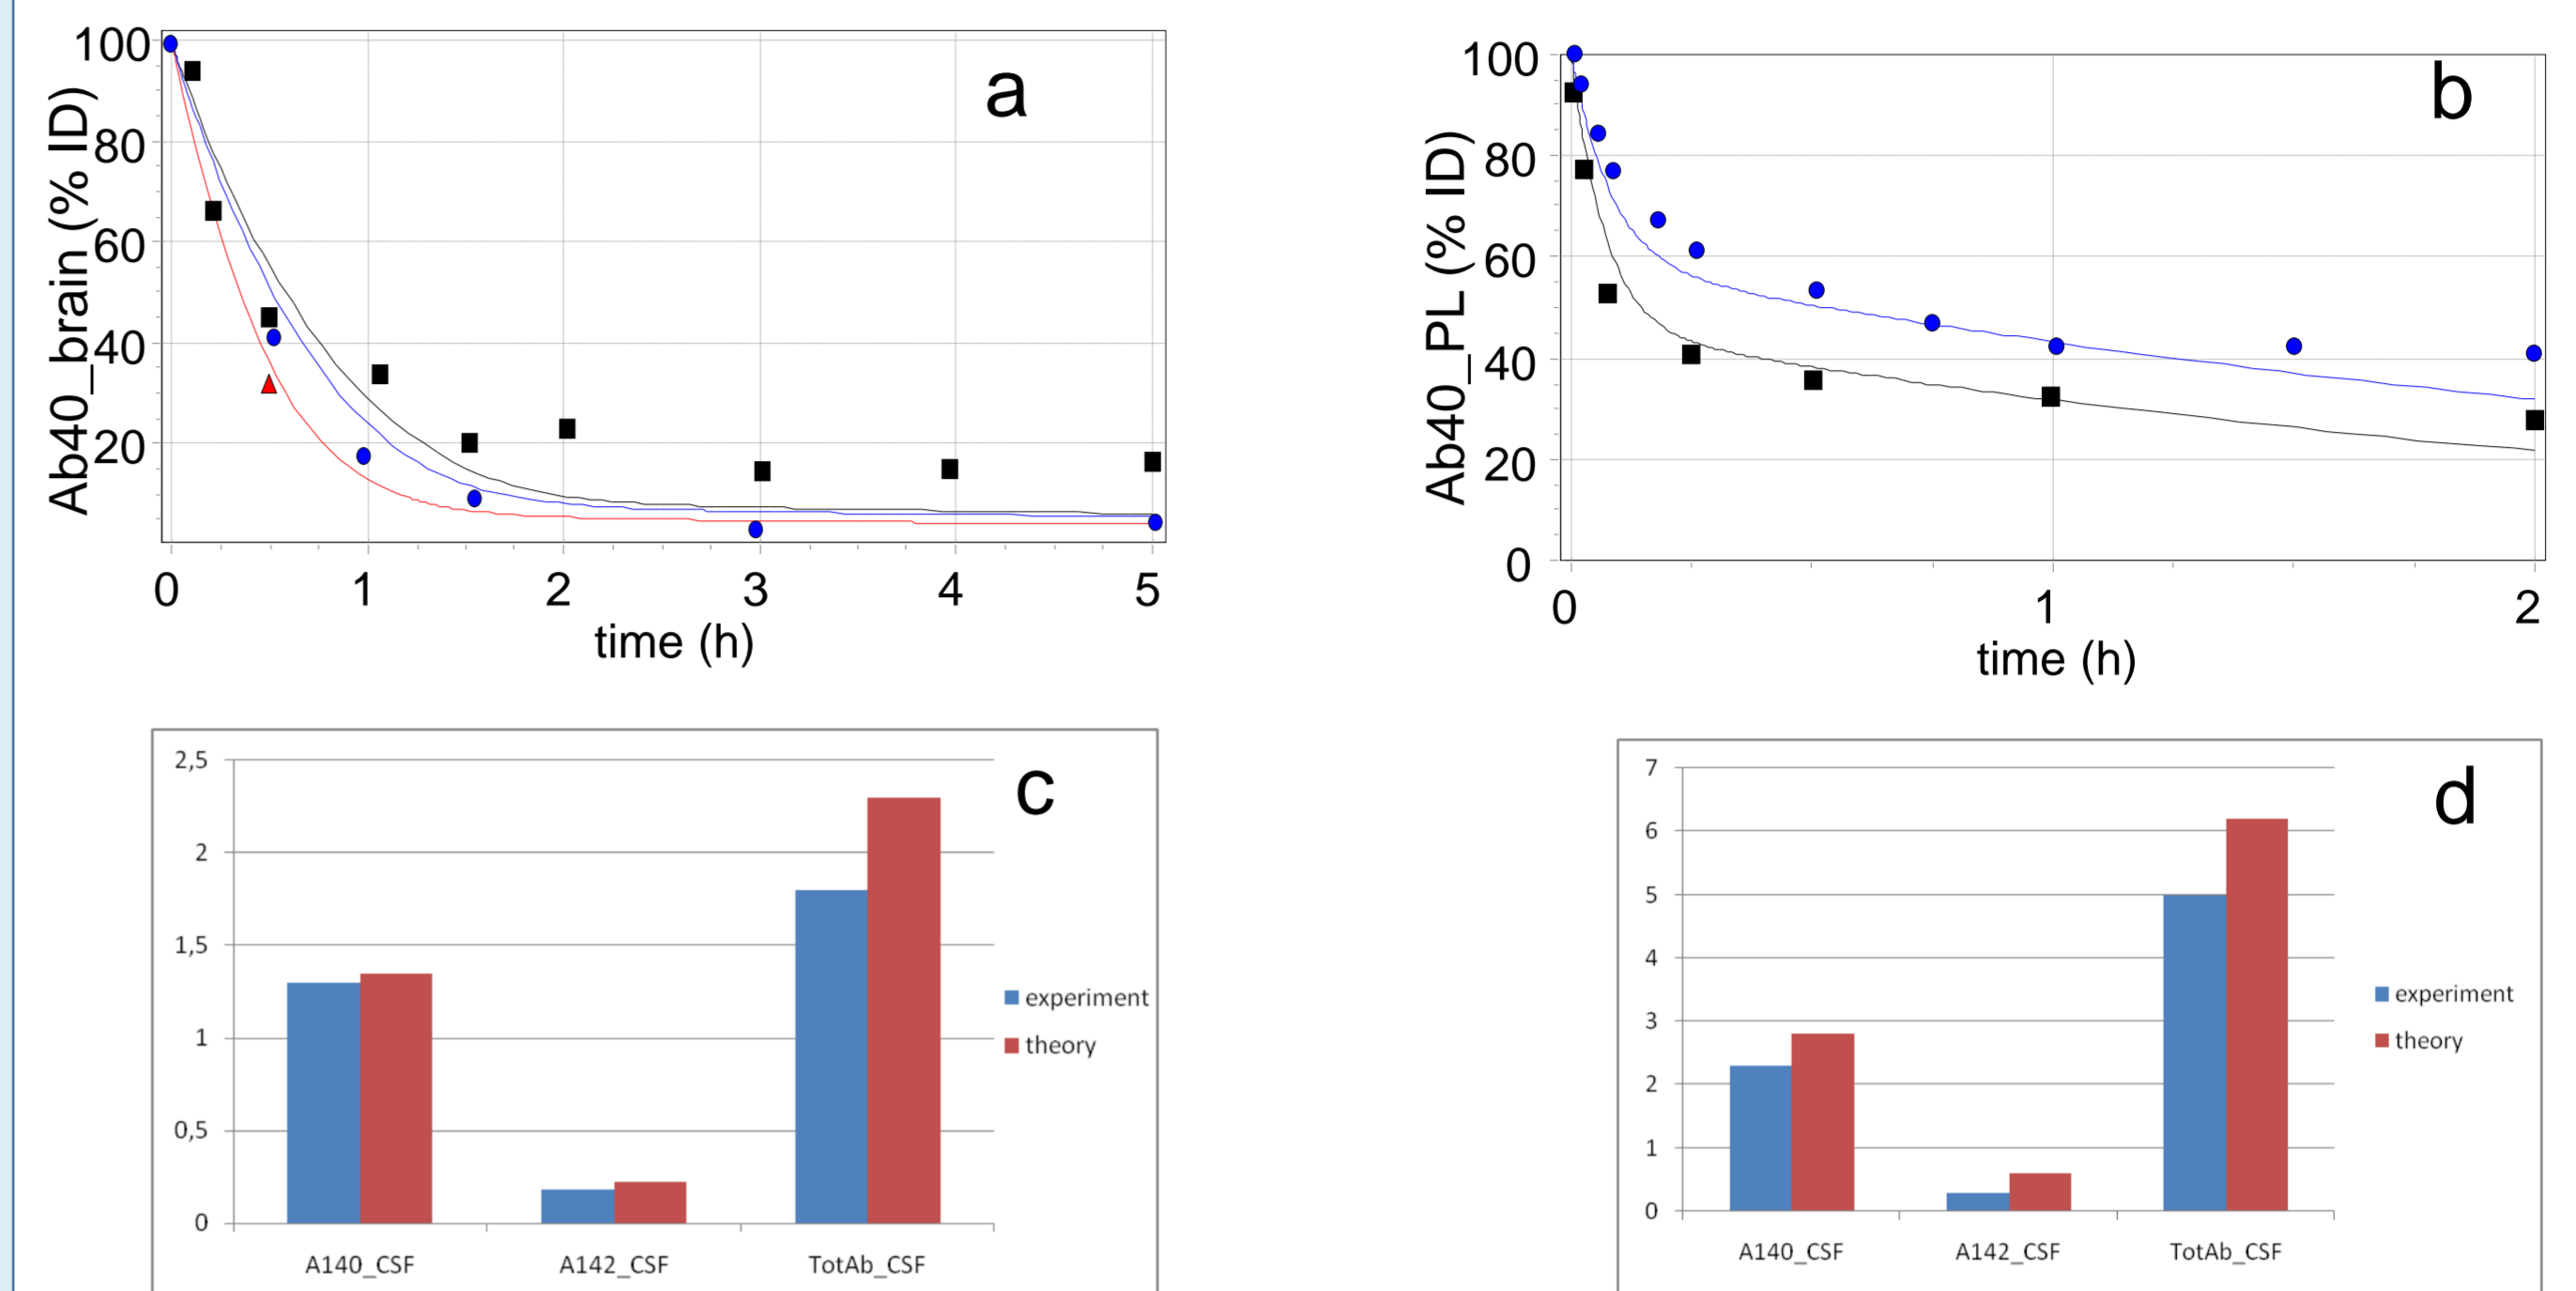 a
100
80
60
40
20
Ab40_brain (% ID)
0 1 2 3 4 5
time (h)
b
100
80
60
40
20
0
Ab40_PL (% ID)
0 1 2
time (h)
c
2,5
2
1,5
1
0,5
0
A140_CSF A142_CSF TotAb_CSF
experiment
theory
d
7
6
5
4
3
2
1
0
A140_CSF A142_CSF TotAb_CSF
experiment
theory